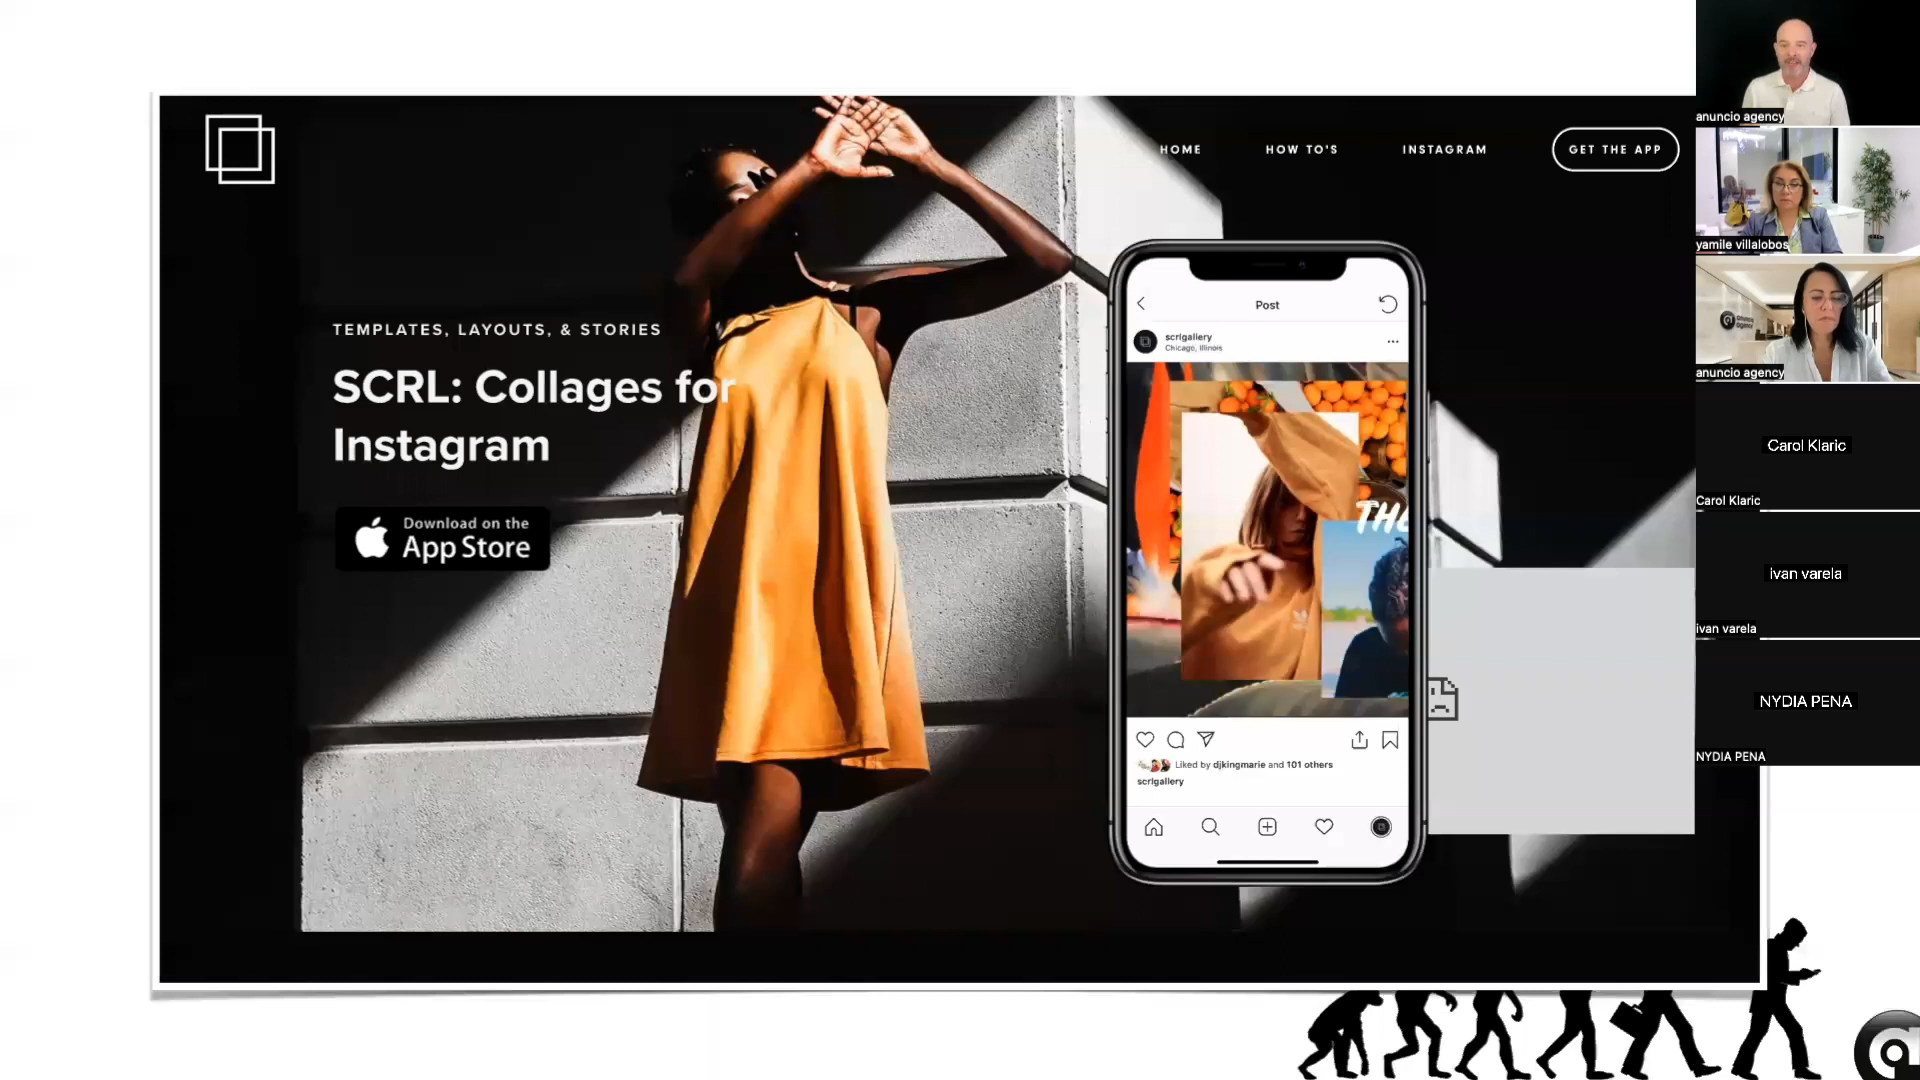 HOME
HOW TO'S
INSTAGRAM
GET THE APP
TEMPLATES, LAYOUTS, & STORIES
SCRL: Collages for
Instagram
Download on the
App Store
Post
scrlgallery
Chicago, Illinois
THE
Liked by djkingmarie and 101 others
scrlgallery
anuncio agency
yamile villalobos
anuncio agency
anuncio agency
Carol Klaric
Carol Klaric
ivan varela
ivan varela
NYDIA PENA
NYDIA PENA